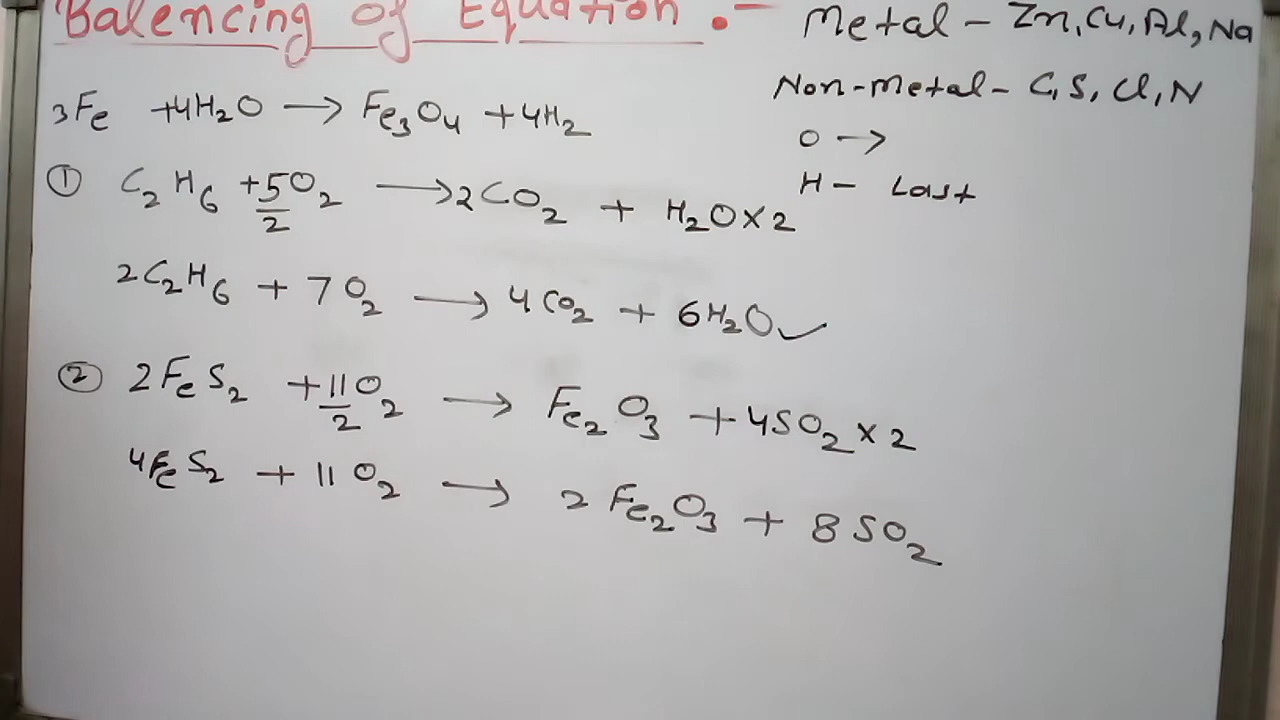 Balencing of Equation :-
Metal - Zn, Cu, Al, Na
Non-metal - C, S, Cl, N
O →
H - Last
3Fe + 4H₂O → Fe₃O₄ + 4H₂
① C₂H₆ + 5/2 O₂ → 2CO₂ + H₂O × 2
2C₂H₆ + 7O₂ → 4CO₂ + 6H₂O ✓
② 2FeS₂ + 11/2 O₂ → Fe₂O₃ + 4SO₂ × 2
4FeS₂ + 11O₂ → 2Fe₂O₃ + 8SO₂